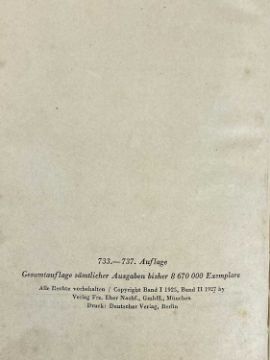 733.—737. Auflage
Gesamtauflage sämtlicher Ausgaben bisher 8 670 000 Exemplare
Alle Rechte vorbehalten / Copyright Band I 1925, Band II 1927 by
Verlag Frz. Eher Nachf., GmbH., München
Druck: Deutscher Verlag, Berlin